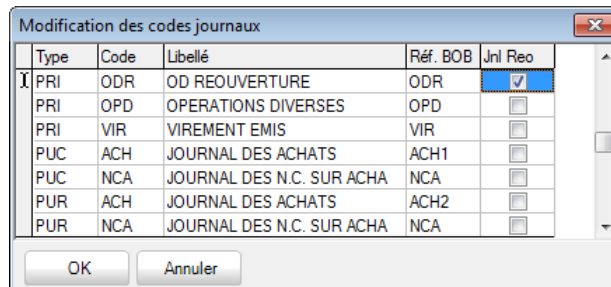 Modification des codes journaux
Type Code Libellé Réf. BOB Jnl Reo
PRI ODR OD REOUVERTURE ODR
PRI OPD OPERATIONS DIVERSES OPD
PRI VIR VIREMENT EMIS VIR
PUC ACH JOURNAL DES ACHATS ACH1
PUC NCA JOURNAL DES N.C. SUR ACHA NCA
PUR ACH JOURNAL DES ACHATS ACH2
PUR NCA JOURNAL DES N.C. SUR ACHA NCA
OK Annuler